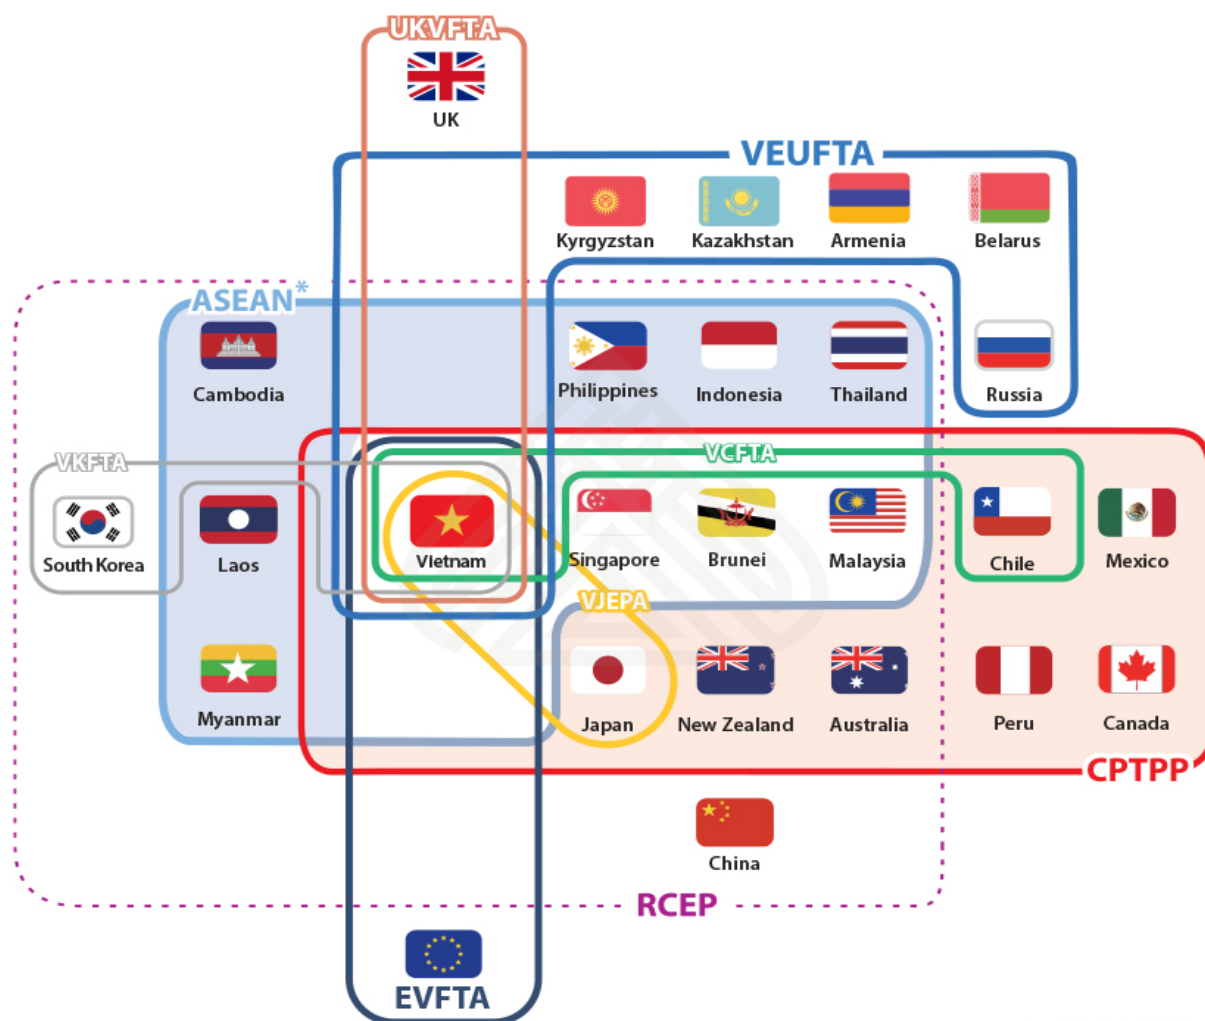 UKVFTA
UK
VEUFTA
Kyrgyzstan
Kazakhstan
Armenia
Belarus
ASEAN*
Cambodia
Philippines
Indonesia
Thailand
Russia
VKFTA
VCFTA
South Korea
Laos
Vietnam
Singapore
Brunei
Malaysia
Chile
Mexico
VJEPA
Myanmar
Japan
New Zealand
Australia
Peru
Canada
CPTPP
China
RCEP
EVFTA